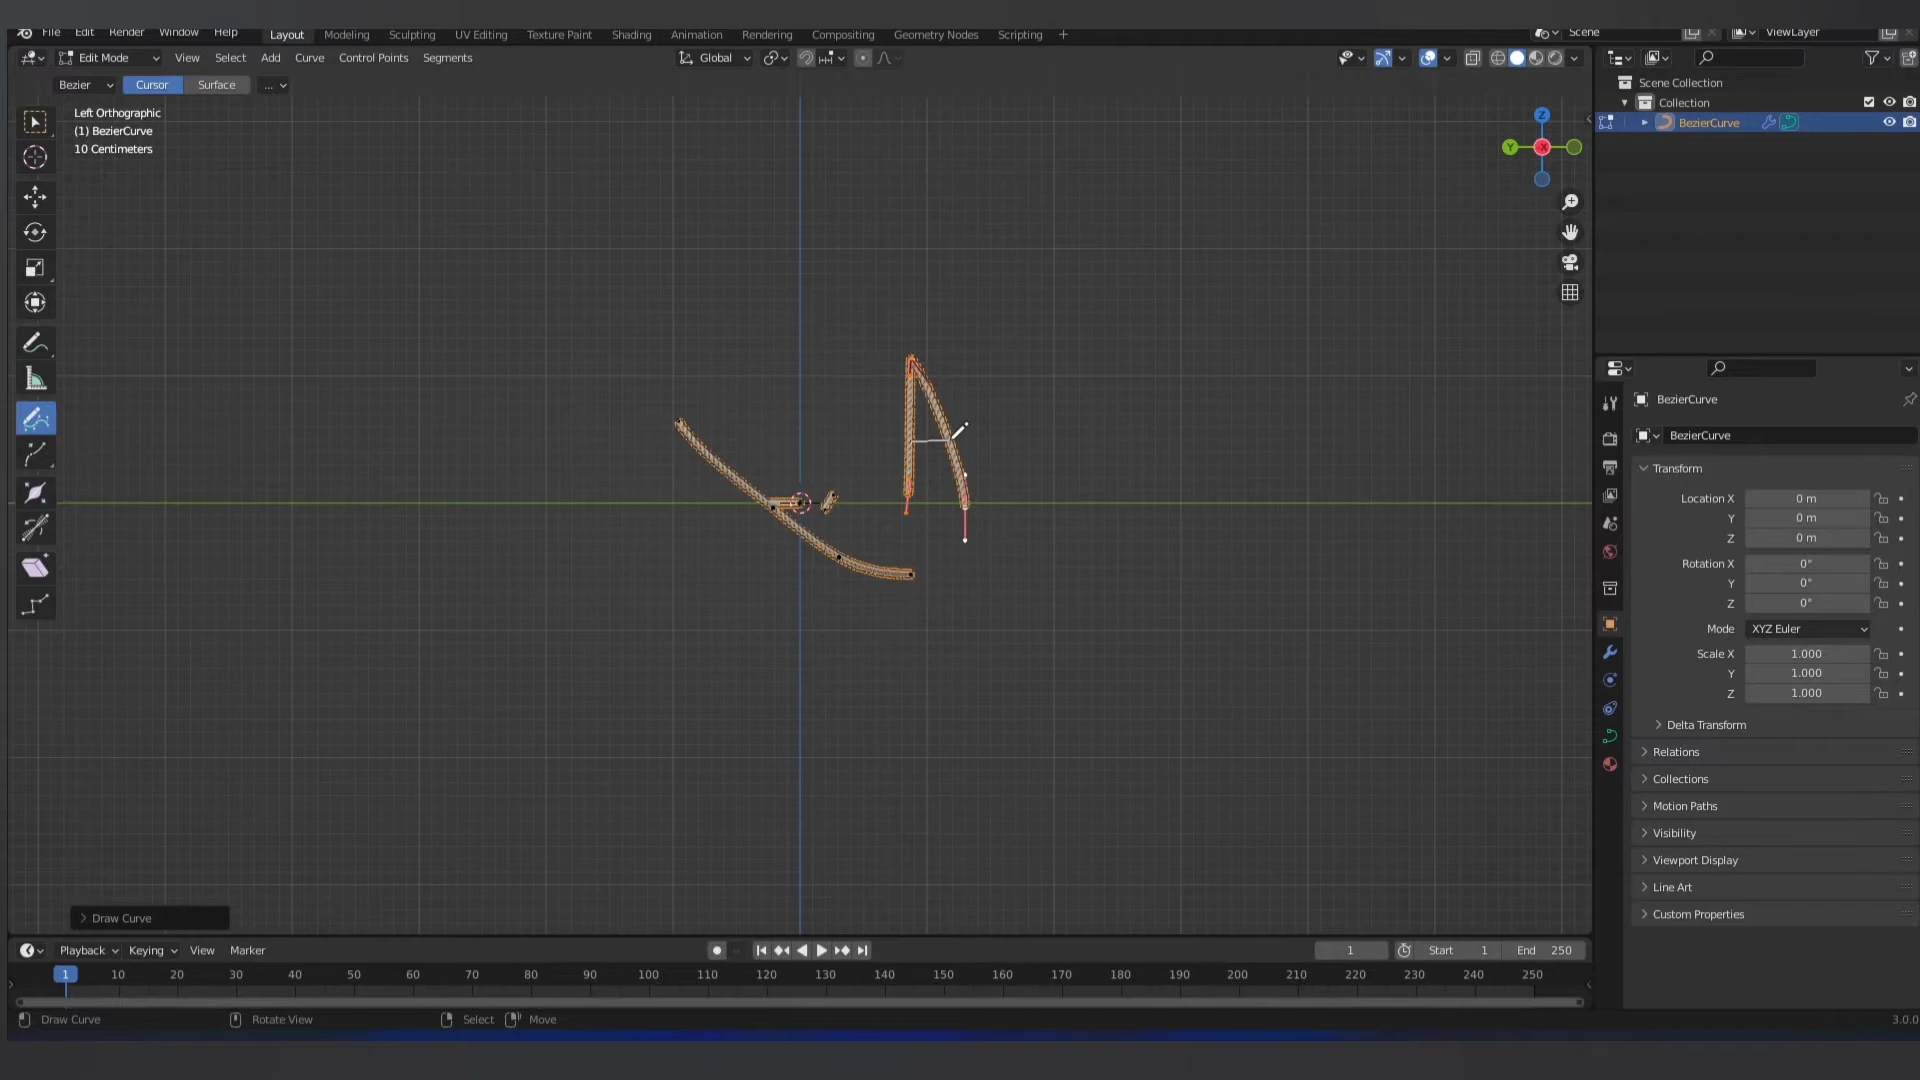 File Edit Render Window Help Layout Modeling Sculpting UV Editing Texture Paint Shading Animation Rendering Compositing Geometry Nodes Scripting + Scene ViewLayer
Edit Mode View Select Add Curve Control Points Segments Global
Bezier Cursor Surface ...
Left Orthographic
(1) BezierCurve
10 Centimeters
Z
Y X
A
Scene Collection
Collection
BezierCurve
BezierCurve
BezierCurve
Transform
Location X 0 m
Y 0 m
Z 0 m
Rotation X 0°
Y 0°
Z 0°
Mode XYZ Euler
Scale X 1.000
Y 1.000
Z 1.000
Delta Transform
Relations
Collections
Motion Paths
Visibility
Viewport Display
Line Art
Custom Properties
Draw Curve
Playback Keying View Marker 1 Start 1 End 250
1 10 20 30 40 50 60 70 80 90 100 110 120 130 140 150 160 170 180 190 200 210 220 230 240 250
Draw Curve Rotate View Select Move 3.0.0